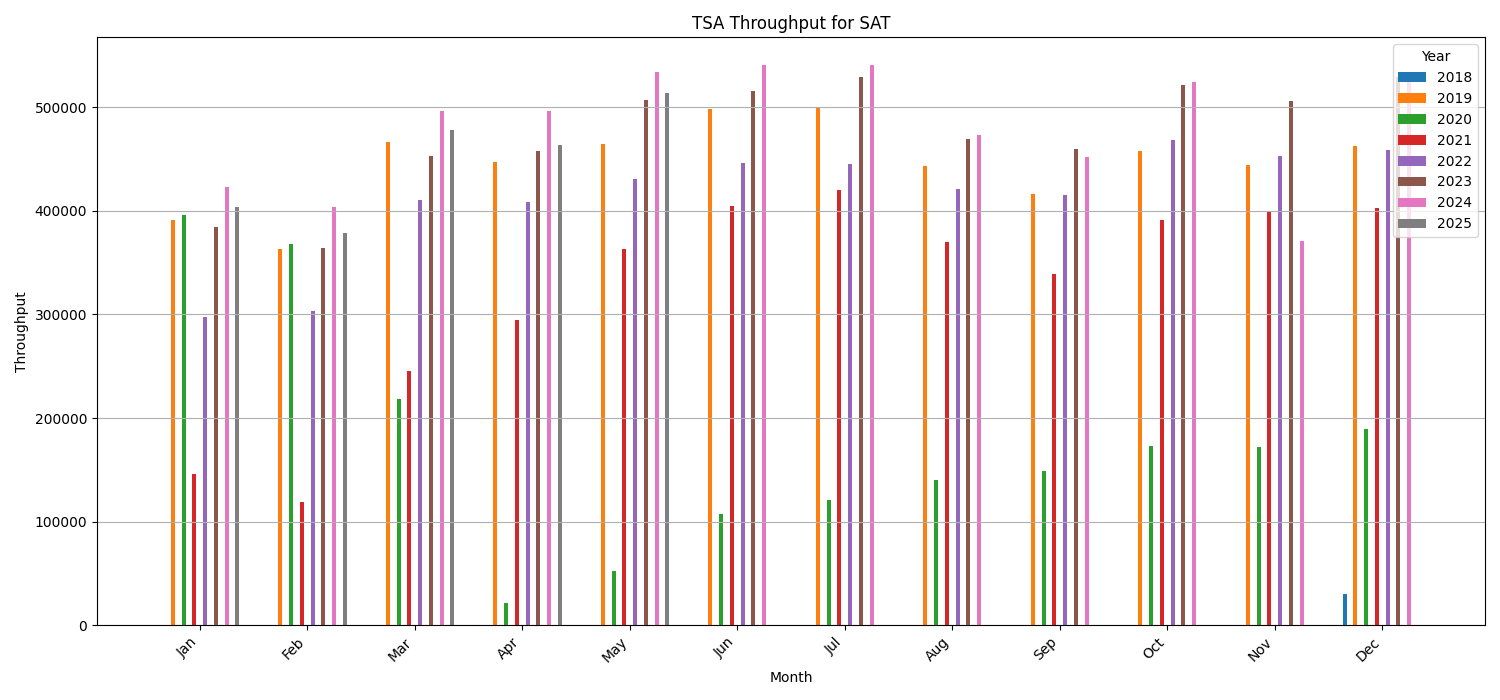 TSA Throughput for SAT
Year
2018
2019
2020
2021
2022
2023
2024
2025
Throughput
500000
400000
300000
200000
100000
0
Jan
Feb
Mar
Apr
May
Jun
Jul
Aug
Sep
Oct
Nov
Dec
Month